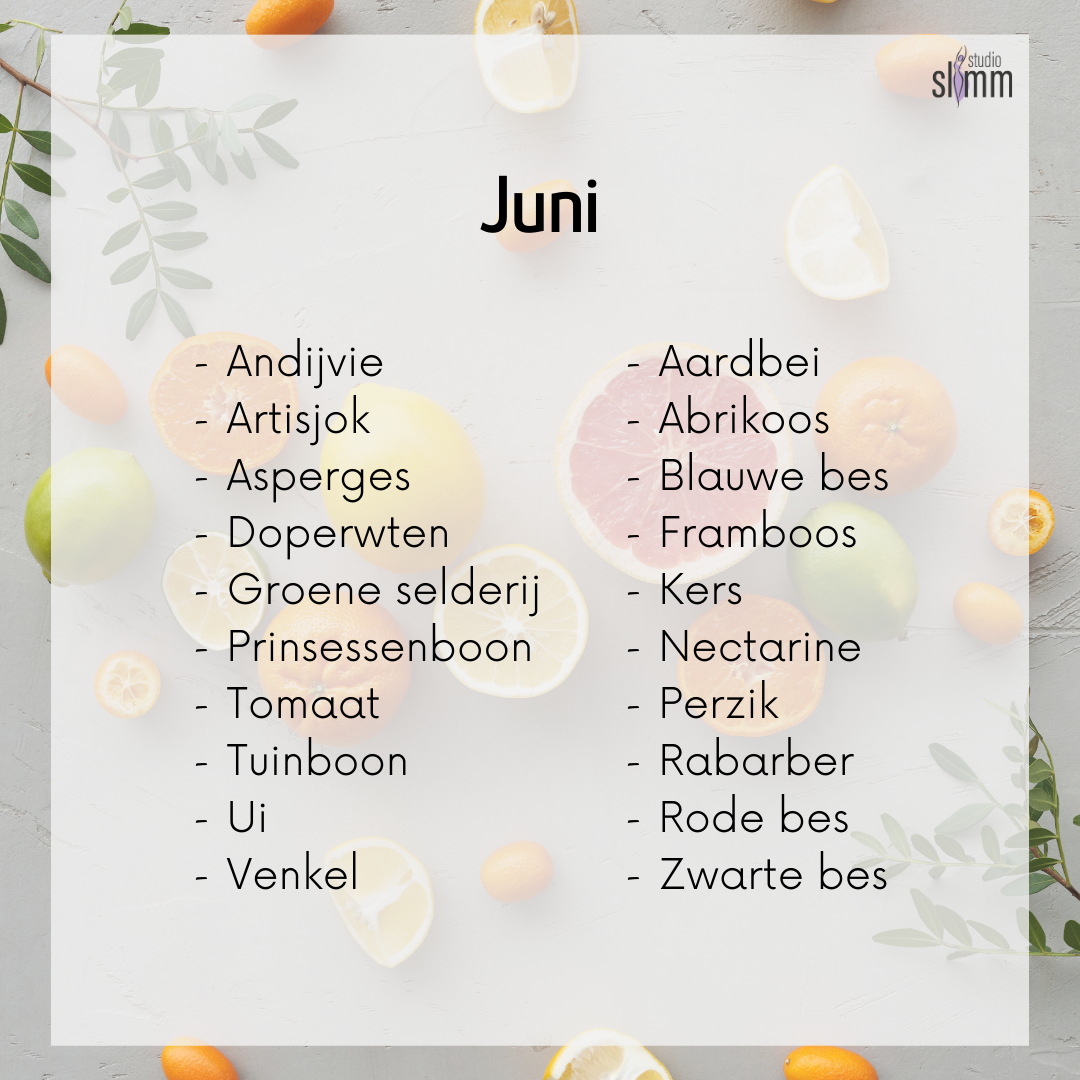 studio
slimm
Juni
- Andijvie
- Artisjok
- Asperges
- Doperwten
- Groene selderij
- Prinsessenboon
- Tomaat
- Tuinboon
- Ui
- Venkel
- Aardbei
- Abrikoos
- Blauwe bes
- Framboos
- Kers
- Nectarine
- Perzik
- Rabarber
- Rode bes
- Zwarte bes